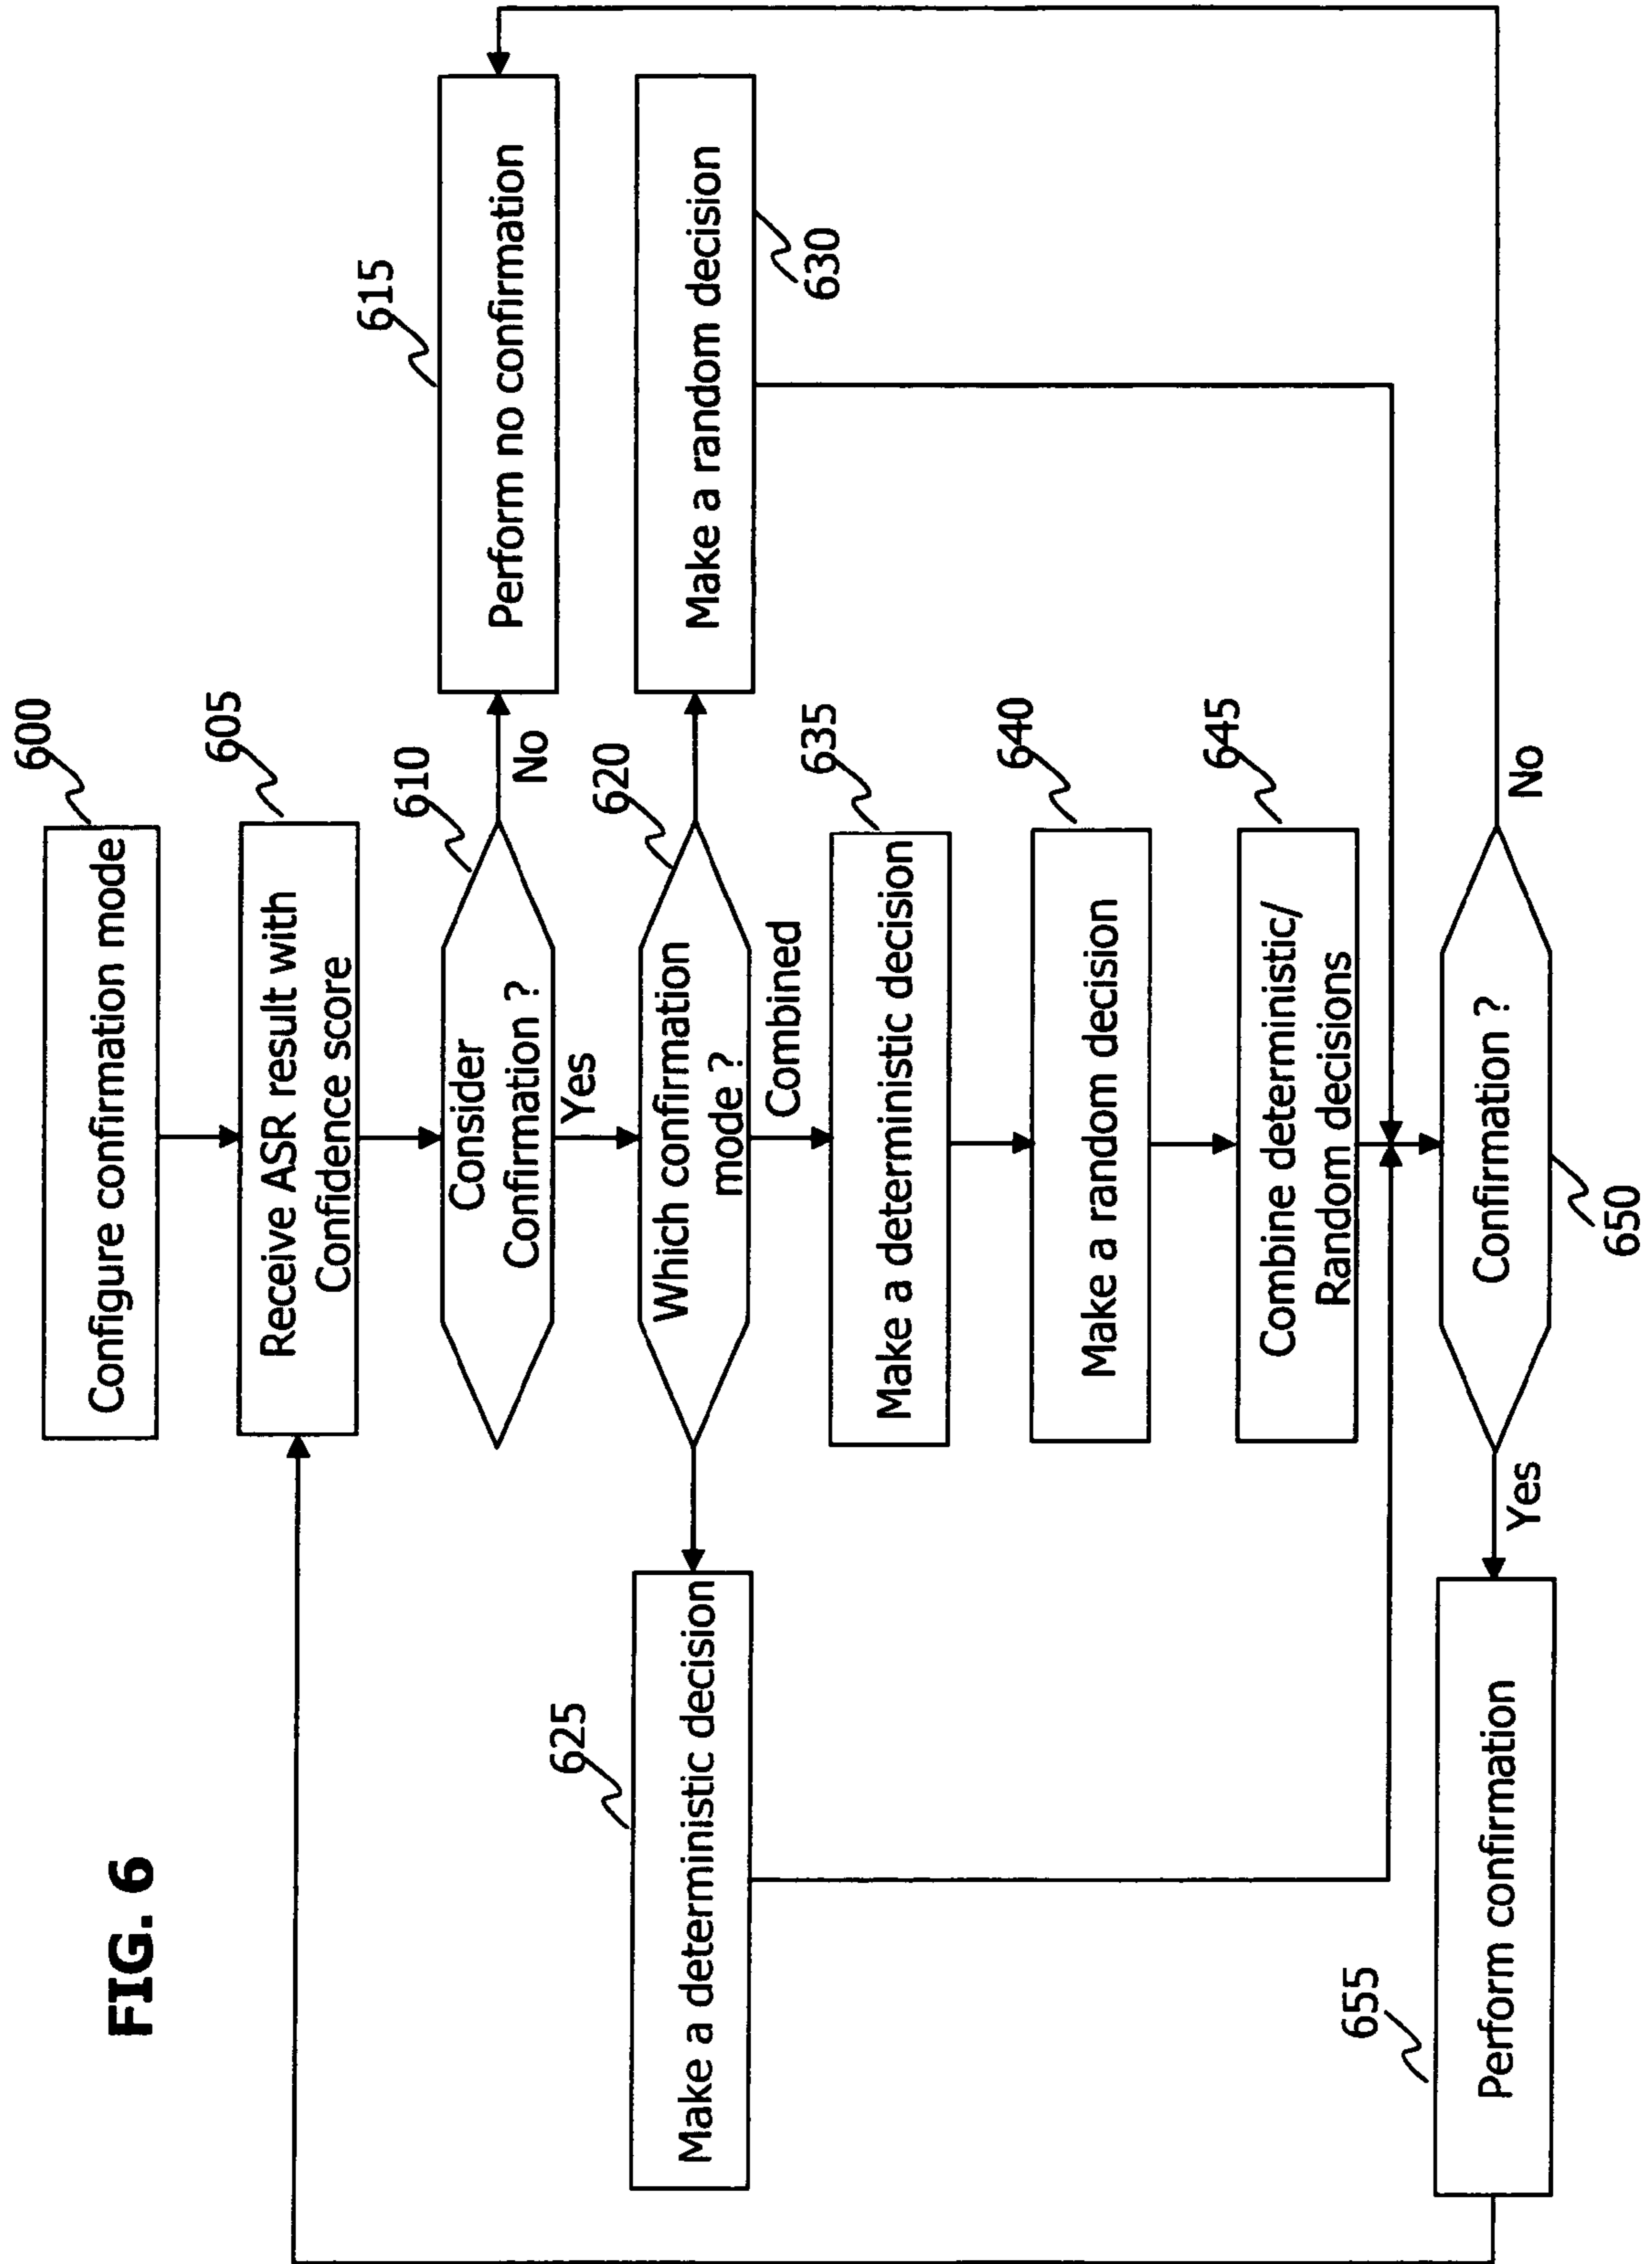 FIG. 6
600
Configure confirmation mode
605
Receive ASR result with
Confidence score
610
Consider
Confirmation ?
No
615
Perform no confirmation
Yes
620
Which confirmation
mode ?
625
Make a deterministic decision
Make a random decision
630
Combined
635
Make a deterministic decision
640
Make a random decision
645
Combine deterministic/
Random decisions
Confirmation ?
650
Yes
No
655
Perform confirmation